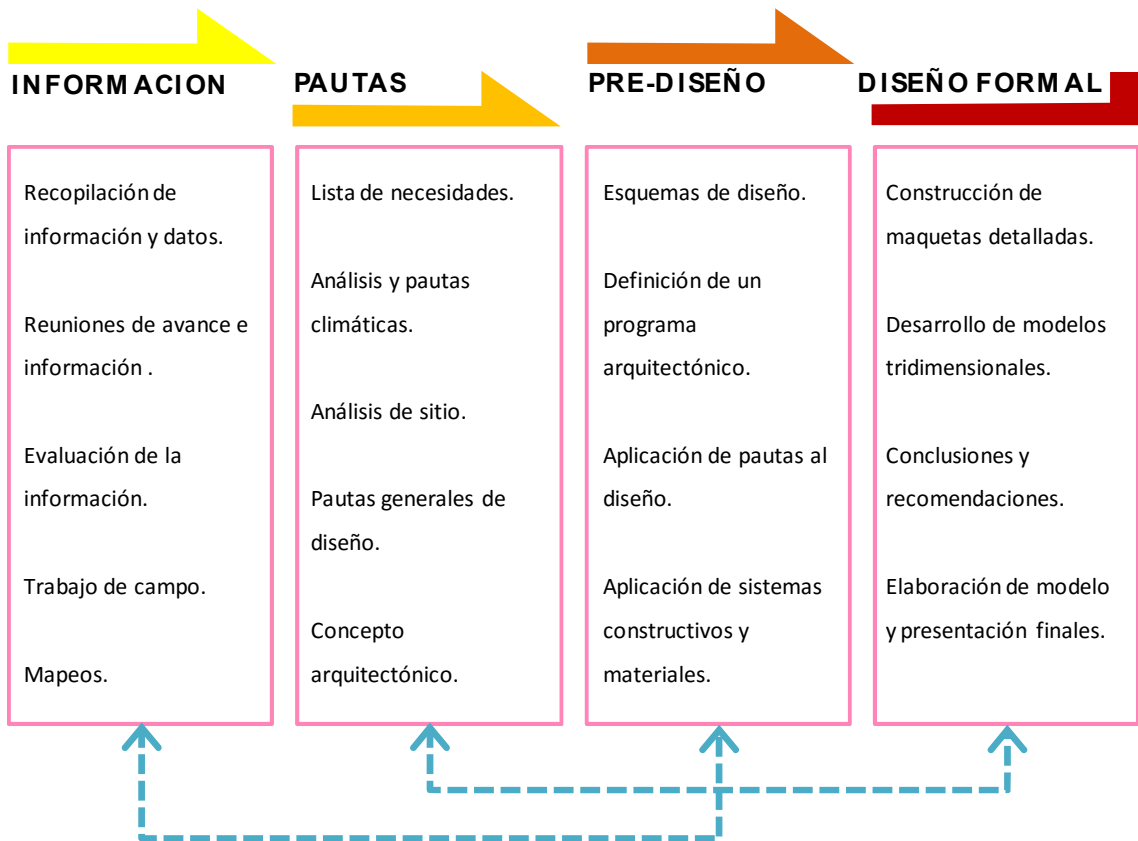 INFORMACION
Recopilación de
información y datos.
Reuniones de avance e
información .
Evaluación de la
información.
Trabajo de campo.
Mapeos.
PAUTAS
Lista de necesidades.
Análisis y pautas
climáticas.
Análisis de sitio.
Pautas generales de
diseño.
Concepto
arquitectónico.
PRE-DISEÑO
Esquemas de diseño.
Definición de un
programa
arquitectónico.
Aplicación de pautas al
diseño.
Aplicación de sistemas
constructivos y
materiales.
DISEÑO FORMAL
Construcción de
maquetas detalladas.
Desarrollo de modelos
tridimensionales.
Conclusiones y
recomendaciones.
Elaboración de modelo
y presentación finales.